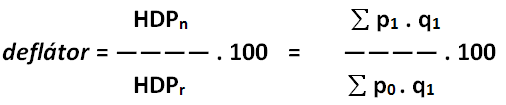 HDPₙ ∑ p₁ . q₁
deflátor = ———— . 100 = ———— . 100
HDPᵣ ∑ p₀ . q₁